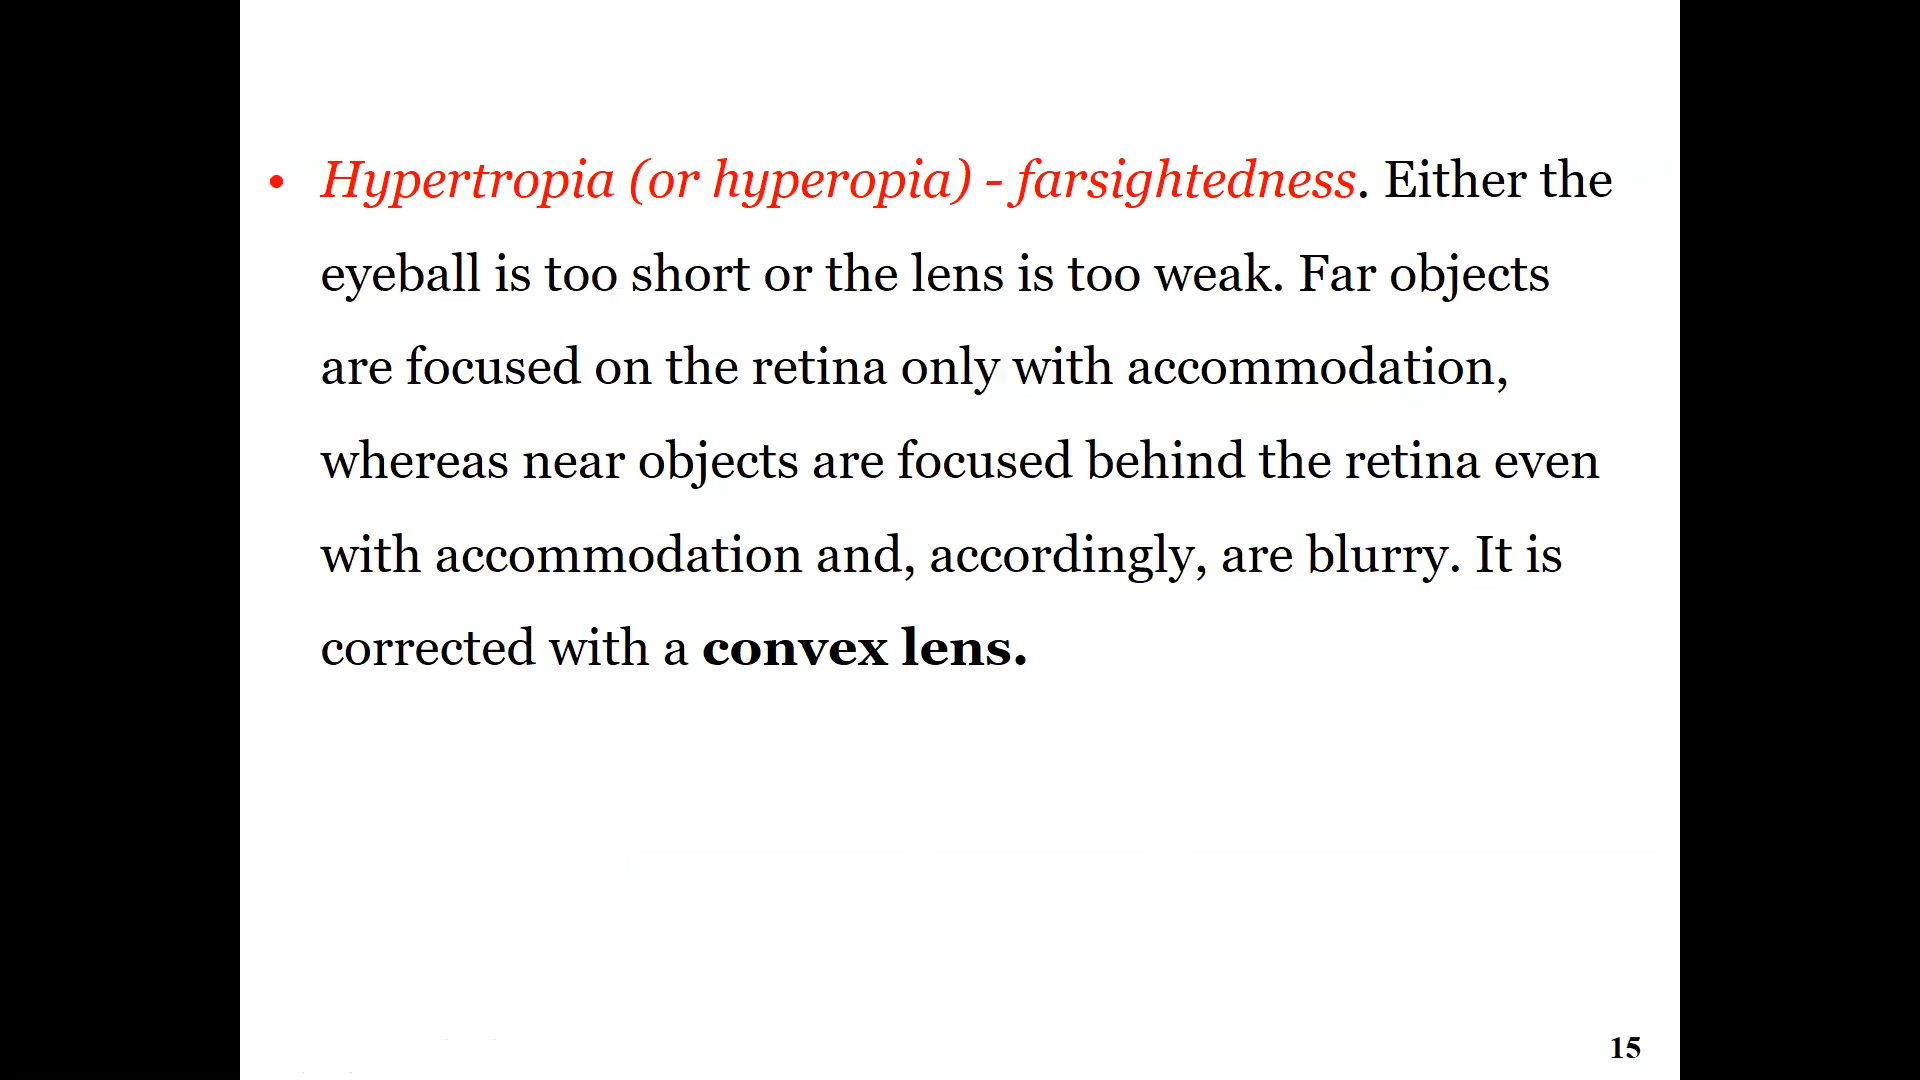 • Hypertropia (or hyperopia) - farsightedness. Either the
eyeball is too short or the lens is too weak. Far objects
are focused on the retina only with accommodation,
whereas near objects are focused behind the retina even
with accommodation and, accordingly, are blurry. It is
corrected with a convex lens.
15